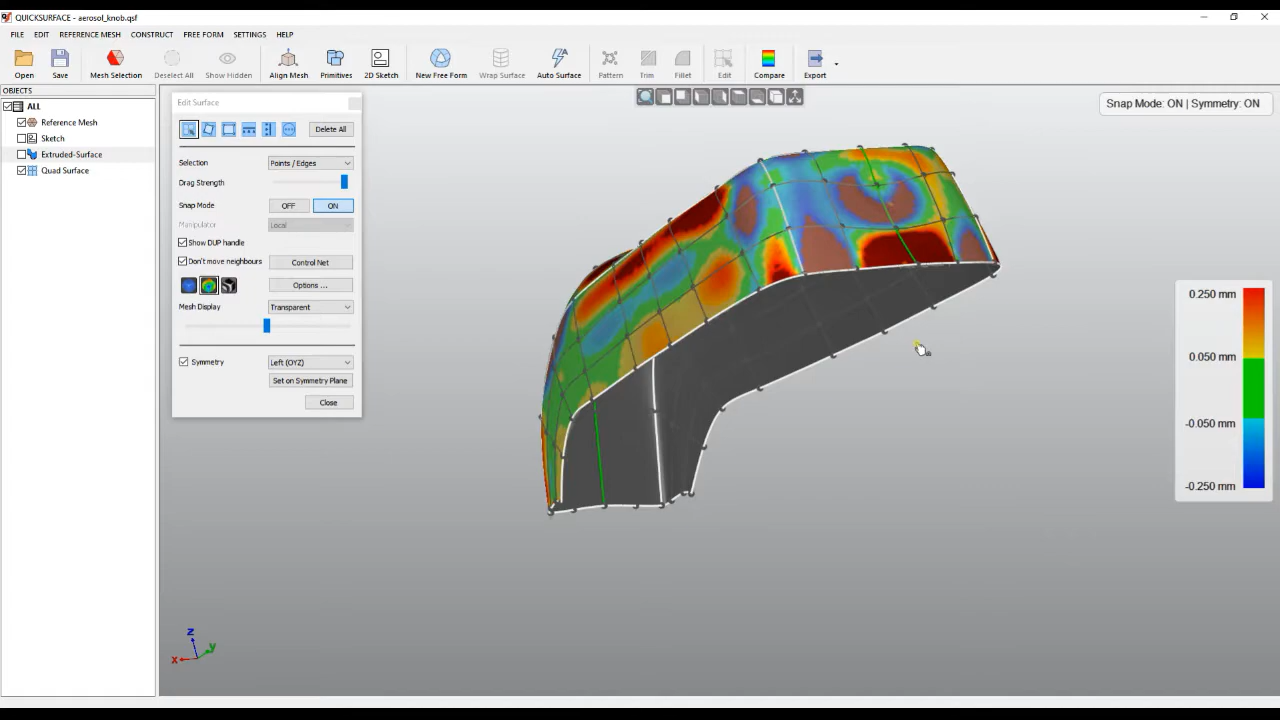 QUICKSURFACE - aerosol_knob.qsf
FILE EDIT REFERENCE MESH CONSTRUCT FREE FORM SETTINGS HELP
Open Save Mesh Selection Deselect All Show Hidden Align Mesh Primitives 2D Sketch New Free Form Wrap Surface Auto Surface Pattern Trim Fillet Edit Compare Export
OBJECTS
ALL
Reference Mesh
Sketch
Extruded-Surface
Quad Surface
Edit Surface
Delete All
Selection Points / Edges
Drag Strength
Snap Mode OFF ON
Manipulator Local
Show DUP handle
Don't move neighbours Control Net
Options ...
Mesh Display Transparent
Symmetry Left (OYZ)
Set on Symmetry Plane
Close
Snap Mode: ON | Symmetry: ON
0.250 mm
0.050 mm
-0.050 mm
-0.250 mm
z
y
x